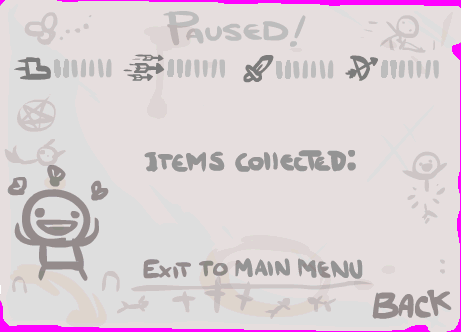 PAUSED!
ITEMS COllECTED:
EXIT TO MAIN MENU
BACK